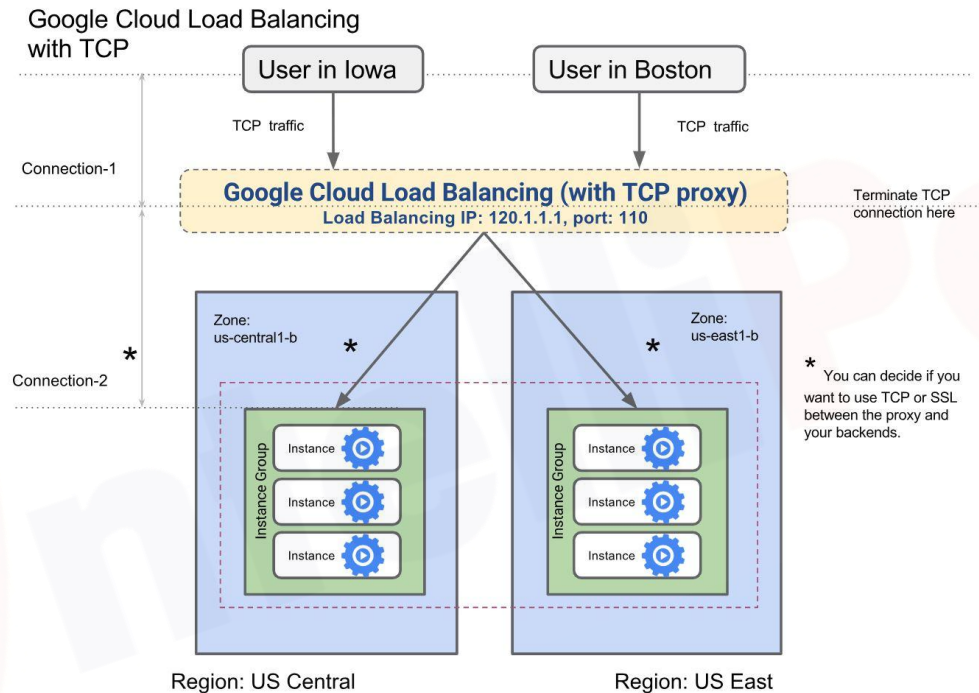 Google Cloud Load Balancing
with TCP
User in Iowa
User in Boston
TCP traffic
TCP traffic
Connection-1
Google Cloud Load Balancing (with TCP proxy)
Load Balancing IP: 120.1.1.1, port: 110
Terminate TCP
connection here
Zone:
us-central1-b
*
Zone:
us-east1-b
*
*
Connection-2
* You can decide if you
want to use TCP or SSL
between the proxy and
your backends.
Instance Group
Instance
Instance
Instance
Instance Group
Instance
Instance
Instance
Region: US Central
Region: US East